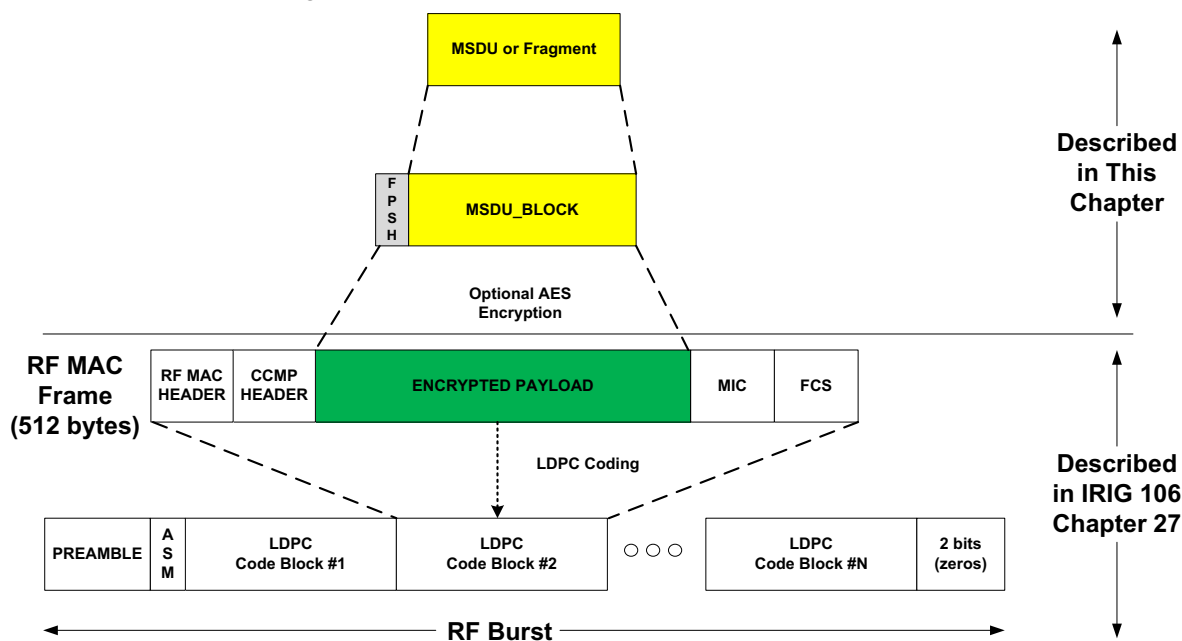 MSDU or Fragment
Described
in This
Chapter
F
P
S
H
MSDU_BLOCK
Optional AES
Encryption
RF MAC
Frame
(512 bytes)
RF MAC
HEADER
CCMP
HEADER
ENCRYPTED PAYLOAD
MIC
FCS
LDPC Coding
Described
in IRIG 106
Chapter 27
PREAMBLE
A
S
M
LDPC
Code Block #1
LDPC
Code Block #2
LDPC
Code Block #N
2 bits
(zeros)
RF Burst